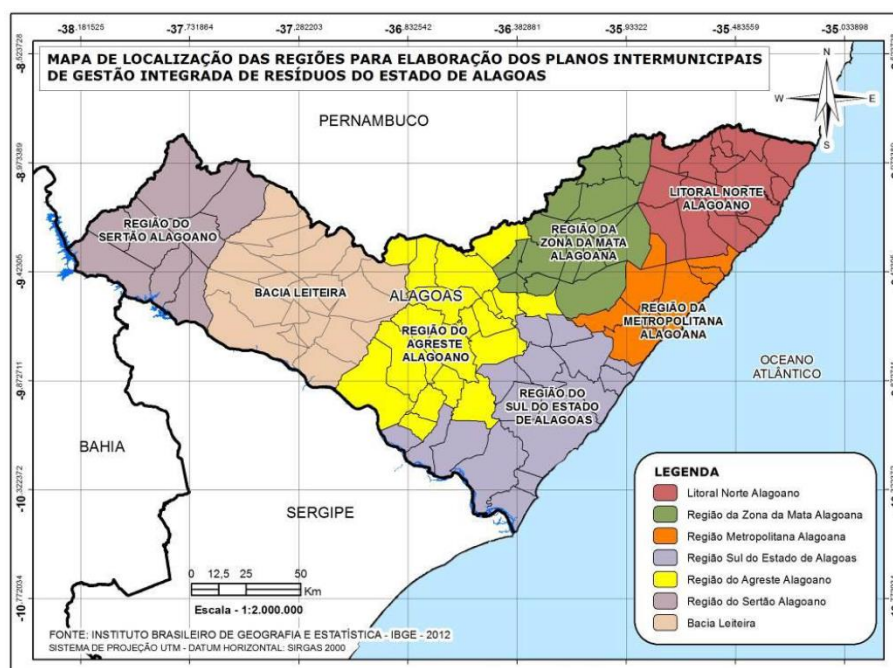 -38.181525 -37.731864 -37.282203 -36.832542 -36.382881 -35.93322 -35.483559 -35.033898
MAPA DE LOCALIZAÇÃO DAS REGIÕES PARA ELABORAÇÃO DOS PLANOS INTERMUNICIPAIS
DE GESTÃO INTEGRADA DE RESÍDUOS DO ESTADO DE ALAGOAS
N
W E
S
PERNAMBUCO
-8.523728
-8.973389
-9.42305
-9.872711
-10.322372
-10.772034
LITORAL NORTE
ALAGOANO
REGIÃO DO
SERTÃO ALAGOANO
REGIÃO DA
ZONA DA MATA
ALAGOANA
BACIA LEITEIRA
ALAGOAS
REGIÃO DA
METROPOLITANA
ALAGOANA
REGIÃO DO
AGRESTE
ALAGOANO
OCEANO
ATLÂNTICO
REGIÃO DO
SUL DO ESTADO
DE ALAGOAS
BAHIA
SERGIPE
LEGENDA
Litoral Norte Alagoano
Região da Zona da Mata Alagoana
Região Metropolitana Alagoana
Região Sul do Estado de Alagoas
Região do Agreste Alagoano
Região do Sertão Alagoano
Bacia Leiteira
0 12,5 25 50
Km
Escala - 1:2.000.000
FONTE: INSTITUTO BRASILEIRO DE GEOGRAFIA E ESTATÍSTICA - IBGE - 2012
SISTEMA DE PROJEÇÃO UTM - DATUM HORIZONTAL: SIRGAS 2000